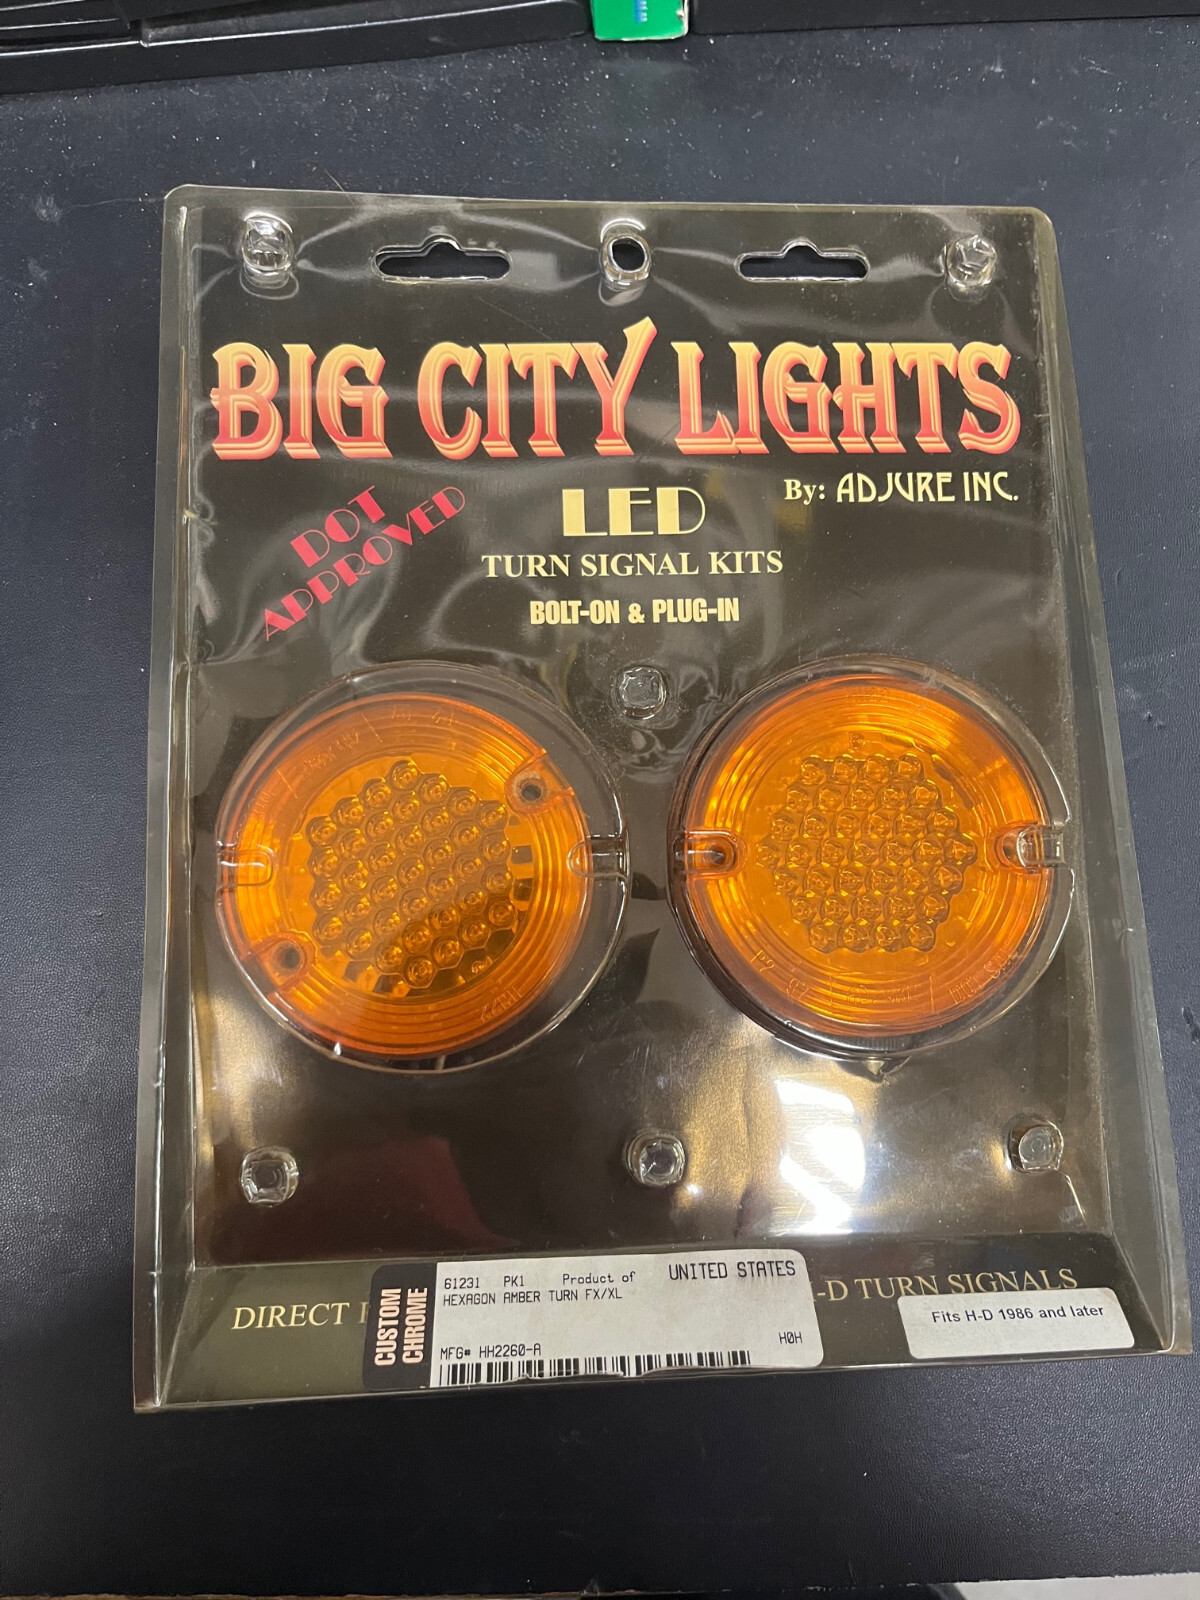 BIG CITY LIGHTS
By: ADJURE INC.
DOT
APPROVED
LED
TURN SIGNAL KITS
BOLT-ON & PLUG-IN
DIRECT
-D TURN SIGNALS
CUSTOM
CHROME
61231 PK1 Product of UNITED STATES
HEXAGON AMBER TURN FX/XL
MFG# HH2260-A
H0H
Fits H-D 1986 and later